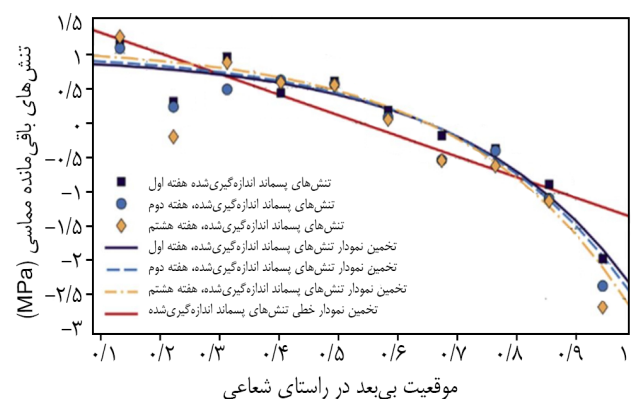 تنش‌های باقی‌مانده مماسی (MPa)
۱/۵
۱
۰/۵
۰
−۰/۵
−۱
−۱/۵
−۲
−۲/۵
−۳
تنش‌های پسماند اندازه‌گیری‌شده هفته اول
تنش‌های پسماند اندازه‌گیری‌شده، هفته دوم
تنش‌های پسماند اندازه‌گیری‌شده، هفته هشتم
تخمین نمودار تنش‌های پسماند اندازه‌گیری‌شده، هفته اول
تخمین نمودار تنش‌های پسماند اندازه‌گیری‌شده، هفته دوم
تخمین نمودار تنش‌های پسماند اندازه‌گیری‌شده، هفته هشتم
تخمین نمودار خطی تنش‌های پسماند اندازه‌گیری‌شده
۰/۱ ۰/۲ ۰/۳ ۰/۴ ۰/۵ ۰/۶ ۰/۷ ۰/۸ ۰/۹ ۱
موقعیت بی‌بعد در راستای شعاعی